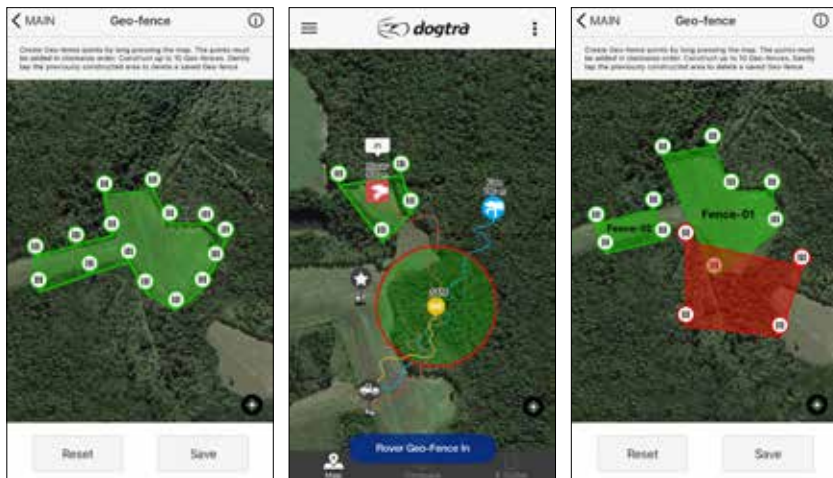 MAIN
Geo-fence
Create Geo-fence points by long pressing the map. The points must
be added in clockwise order. Construct up to 10 Geo-fences. Gently
tap the previously constructed area to delete a saved Geo-fence
Reset
Save
dogtra
Rover Geo-Fence In
Map
MAIN
Geo-fence
Create Geo-fence points by long pressing the map. The points must
be added in clockwise order. Construct up to 10 Geo-fences. Gently
tap the previously constructed area to delete a saved Geo-fence
Fence-01
Fence-02
Reset
Save